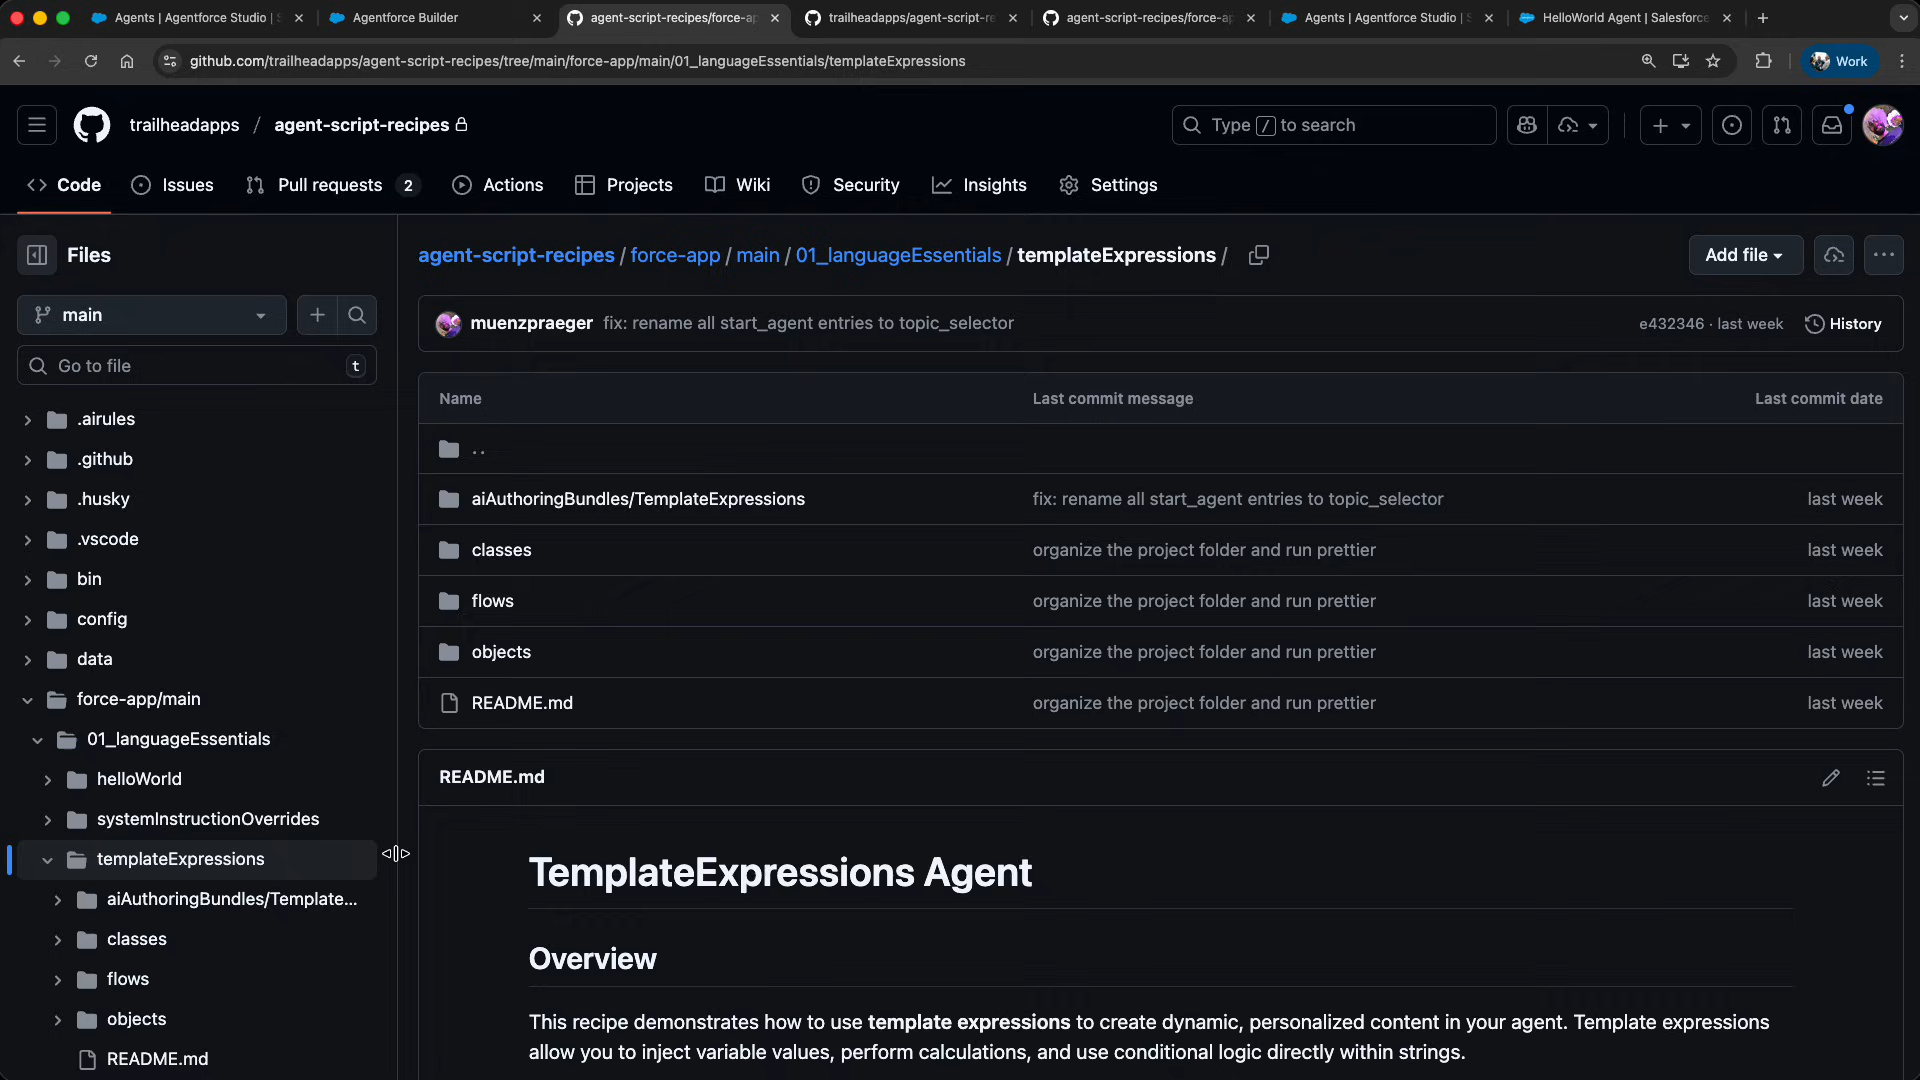 Agents | Agentforce Studio |
Agentforce Builder
agent-script-recipes/force-ap
trailheadapps/agent-script-re
agent-script-recipes/force-ap
Agents | Agentforce Studio | S
HelloWorld Agent | Salesforce
github.com/trailheadapps/agent-script-recipes/tree/main/force-app/main/01_languageEssentials/templateExpressions
Work
trailheadapps / agent-script-recipes
Type / to search
Code
Issues
Pull requests 2
Actions
Projects
Wiki
Security
Insights
Settings
Files
main
Go to file
t
.airules
.github
.husky
.vscode
bin
config
data
force-app/main
01_languageEssentials
helloWorld
systemInstructionOverrides
templateExpressions
aiAuthoringBundles/Template...
classes
flows
objects
README.md
agent-script-recipes / force-app / main / 01_languageEssentials / templateExpressions /
Add file
muenzpraeger fix: rename all start_agent entries to topic_selector
e432346 · last week
History
Name Last commit message Last commit date
..
aiAuthoringBundles/TemplateExpressions fix: rename all start_agent entries to topic_selector last week
classes organize the project folder and run prettier last week
flows organize the project folder and run prettier last week
objects organize the project folder and run prettier last week
README.md organize the project folder and run prettier last week
README.md
TemplateExpressions Agent
Overview
This recipe demonstrates how to use template expressions to create dynamic, personalized content in your agent. Template expressions
allow you to inject variable values, perform calculations, and use conditional logic directly within strings.